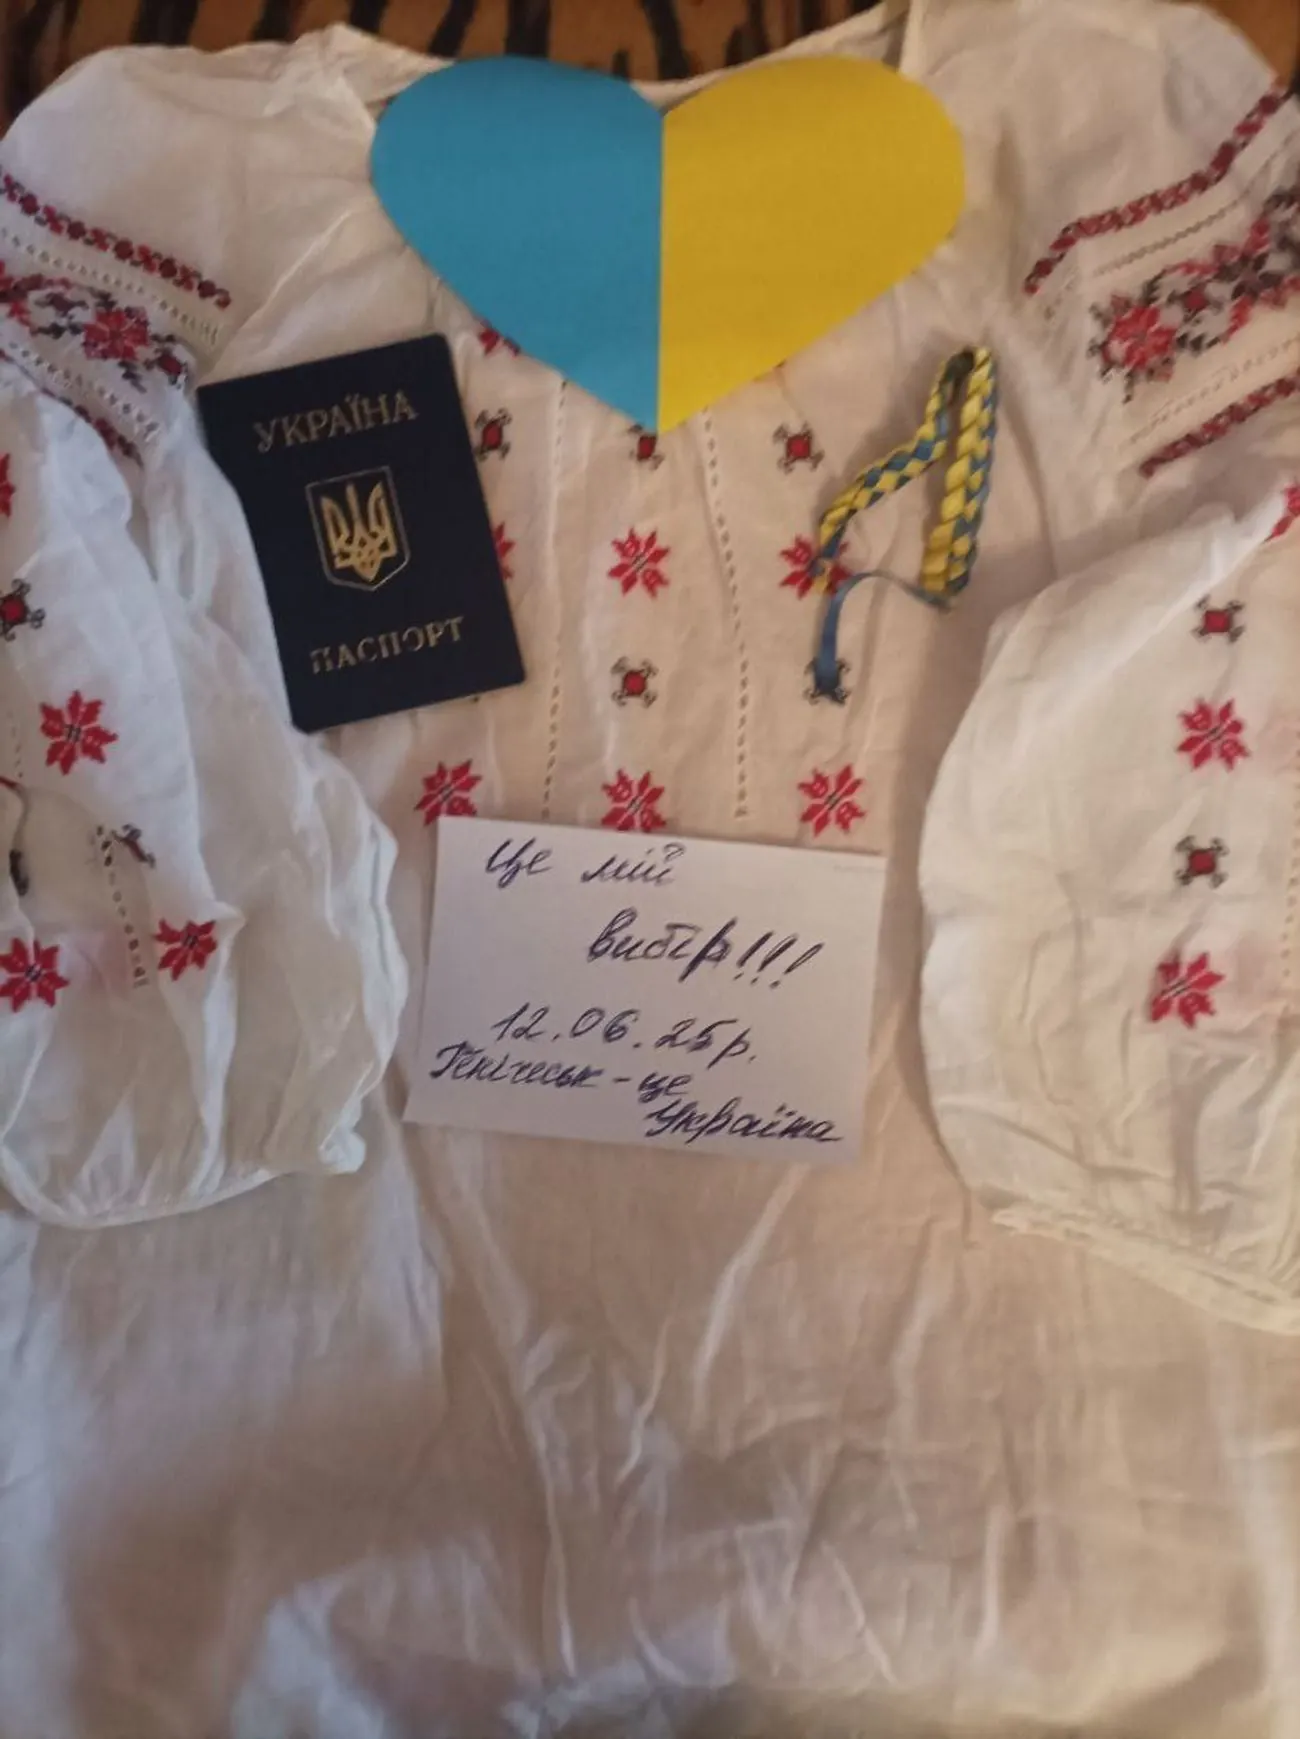 УКРАЇНА
ПАСПОРТ
Це мій
вибір!!!
12.06.25р.
Генічеськ - це
Україна